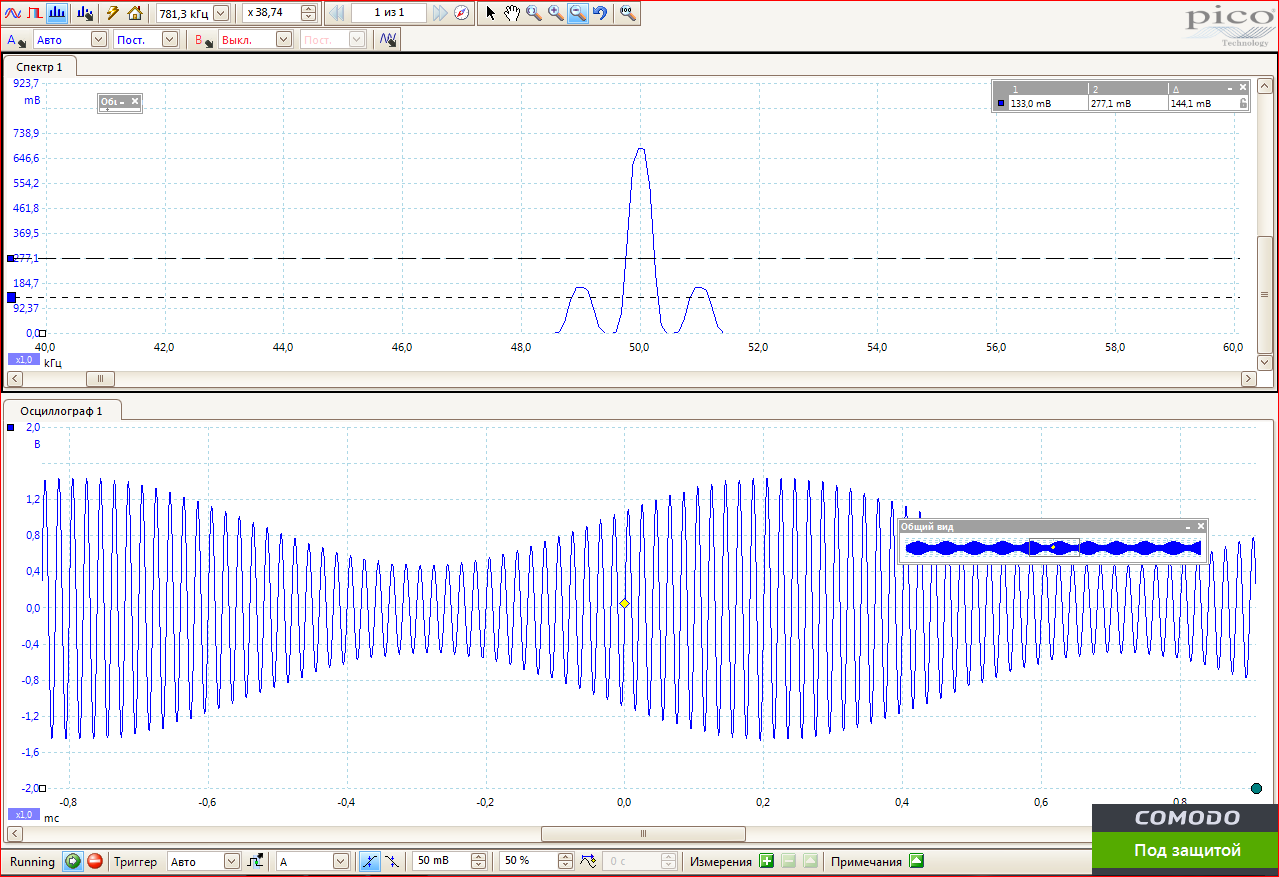 781,3 кГц x 38,74 1 из 1
pico
Technology
A Авто Пост. B Выкл. Пост.
Спектр 1
923,7
mB
738,9
646,6
554,2
461,8
369,5
277,1
184,7
92,37
0,0
1 2 Δ
133,0 mB 277,1 mB 144,1 mB
40,0 42,0 44,0 46,0 48,0 50,0 52,0 54,0 56,0 58,0 60,0
x1,0 кГц
Осциллограф 1
2,0
В
1,2
0,8
0,4
0,0
-0,4
-0,8
-1,2
-1,6
-2,0
Общий вид
-0,8 -0,6 -0,4 -0,2 0,0 0,2 0,4 0,6 0,8
x1,0 mc
COMODO
Под защитой
Running Триггер Авто A 50 mB 50 % 0 c Измерения Примечания